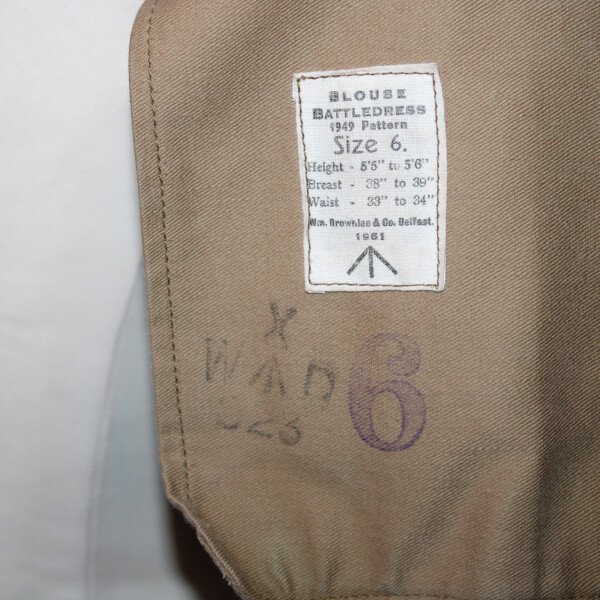 BLOUSE
BATTLEDRESS
1949 Pattern
Size 6.
Height - 5'5" to 5'6"
Breast - 38" to 39"
Waist - 33" to 34"
Wm. Brownlee & Co. Belfast.
1951
X
W D
6